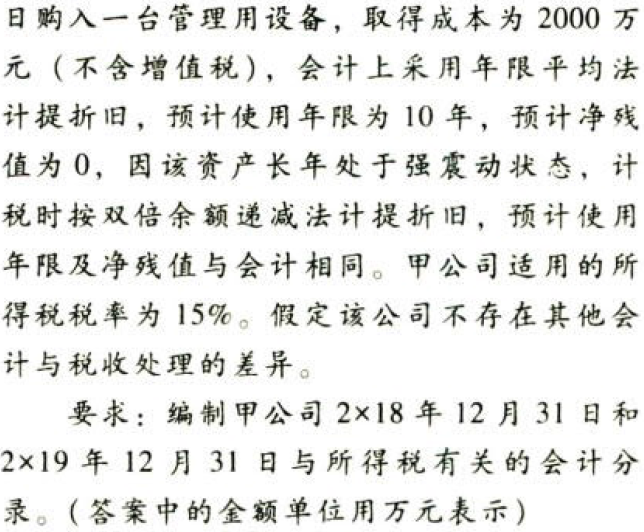 日购入一台管理用设备，取得成本为 2000 万
元（不含增值税），会计上采用年限平均法
计提折旧，预计使用年限为 10 年，预计净残
值为 0，因该资产长年处于强震动状态，计
税时按双倍余额递减法计提折旧，预计使用
年限及净残值与会计相同。甲公司适用的所
得税税率为 15%。假定该公司不存在其他会
计与税收处理的差异。
要求：编制甲公司 2×18 年 12 月 31 日和
2×19 年 12 月 31 日与所得税有关的会计分
录。（答案中的金额单位用万元表示）